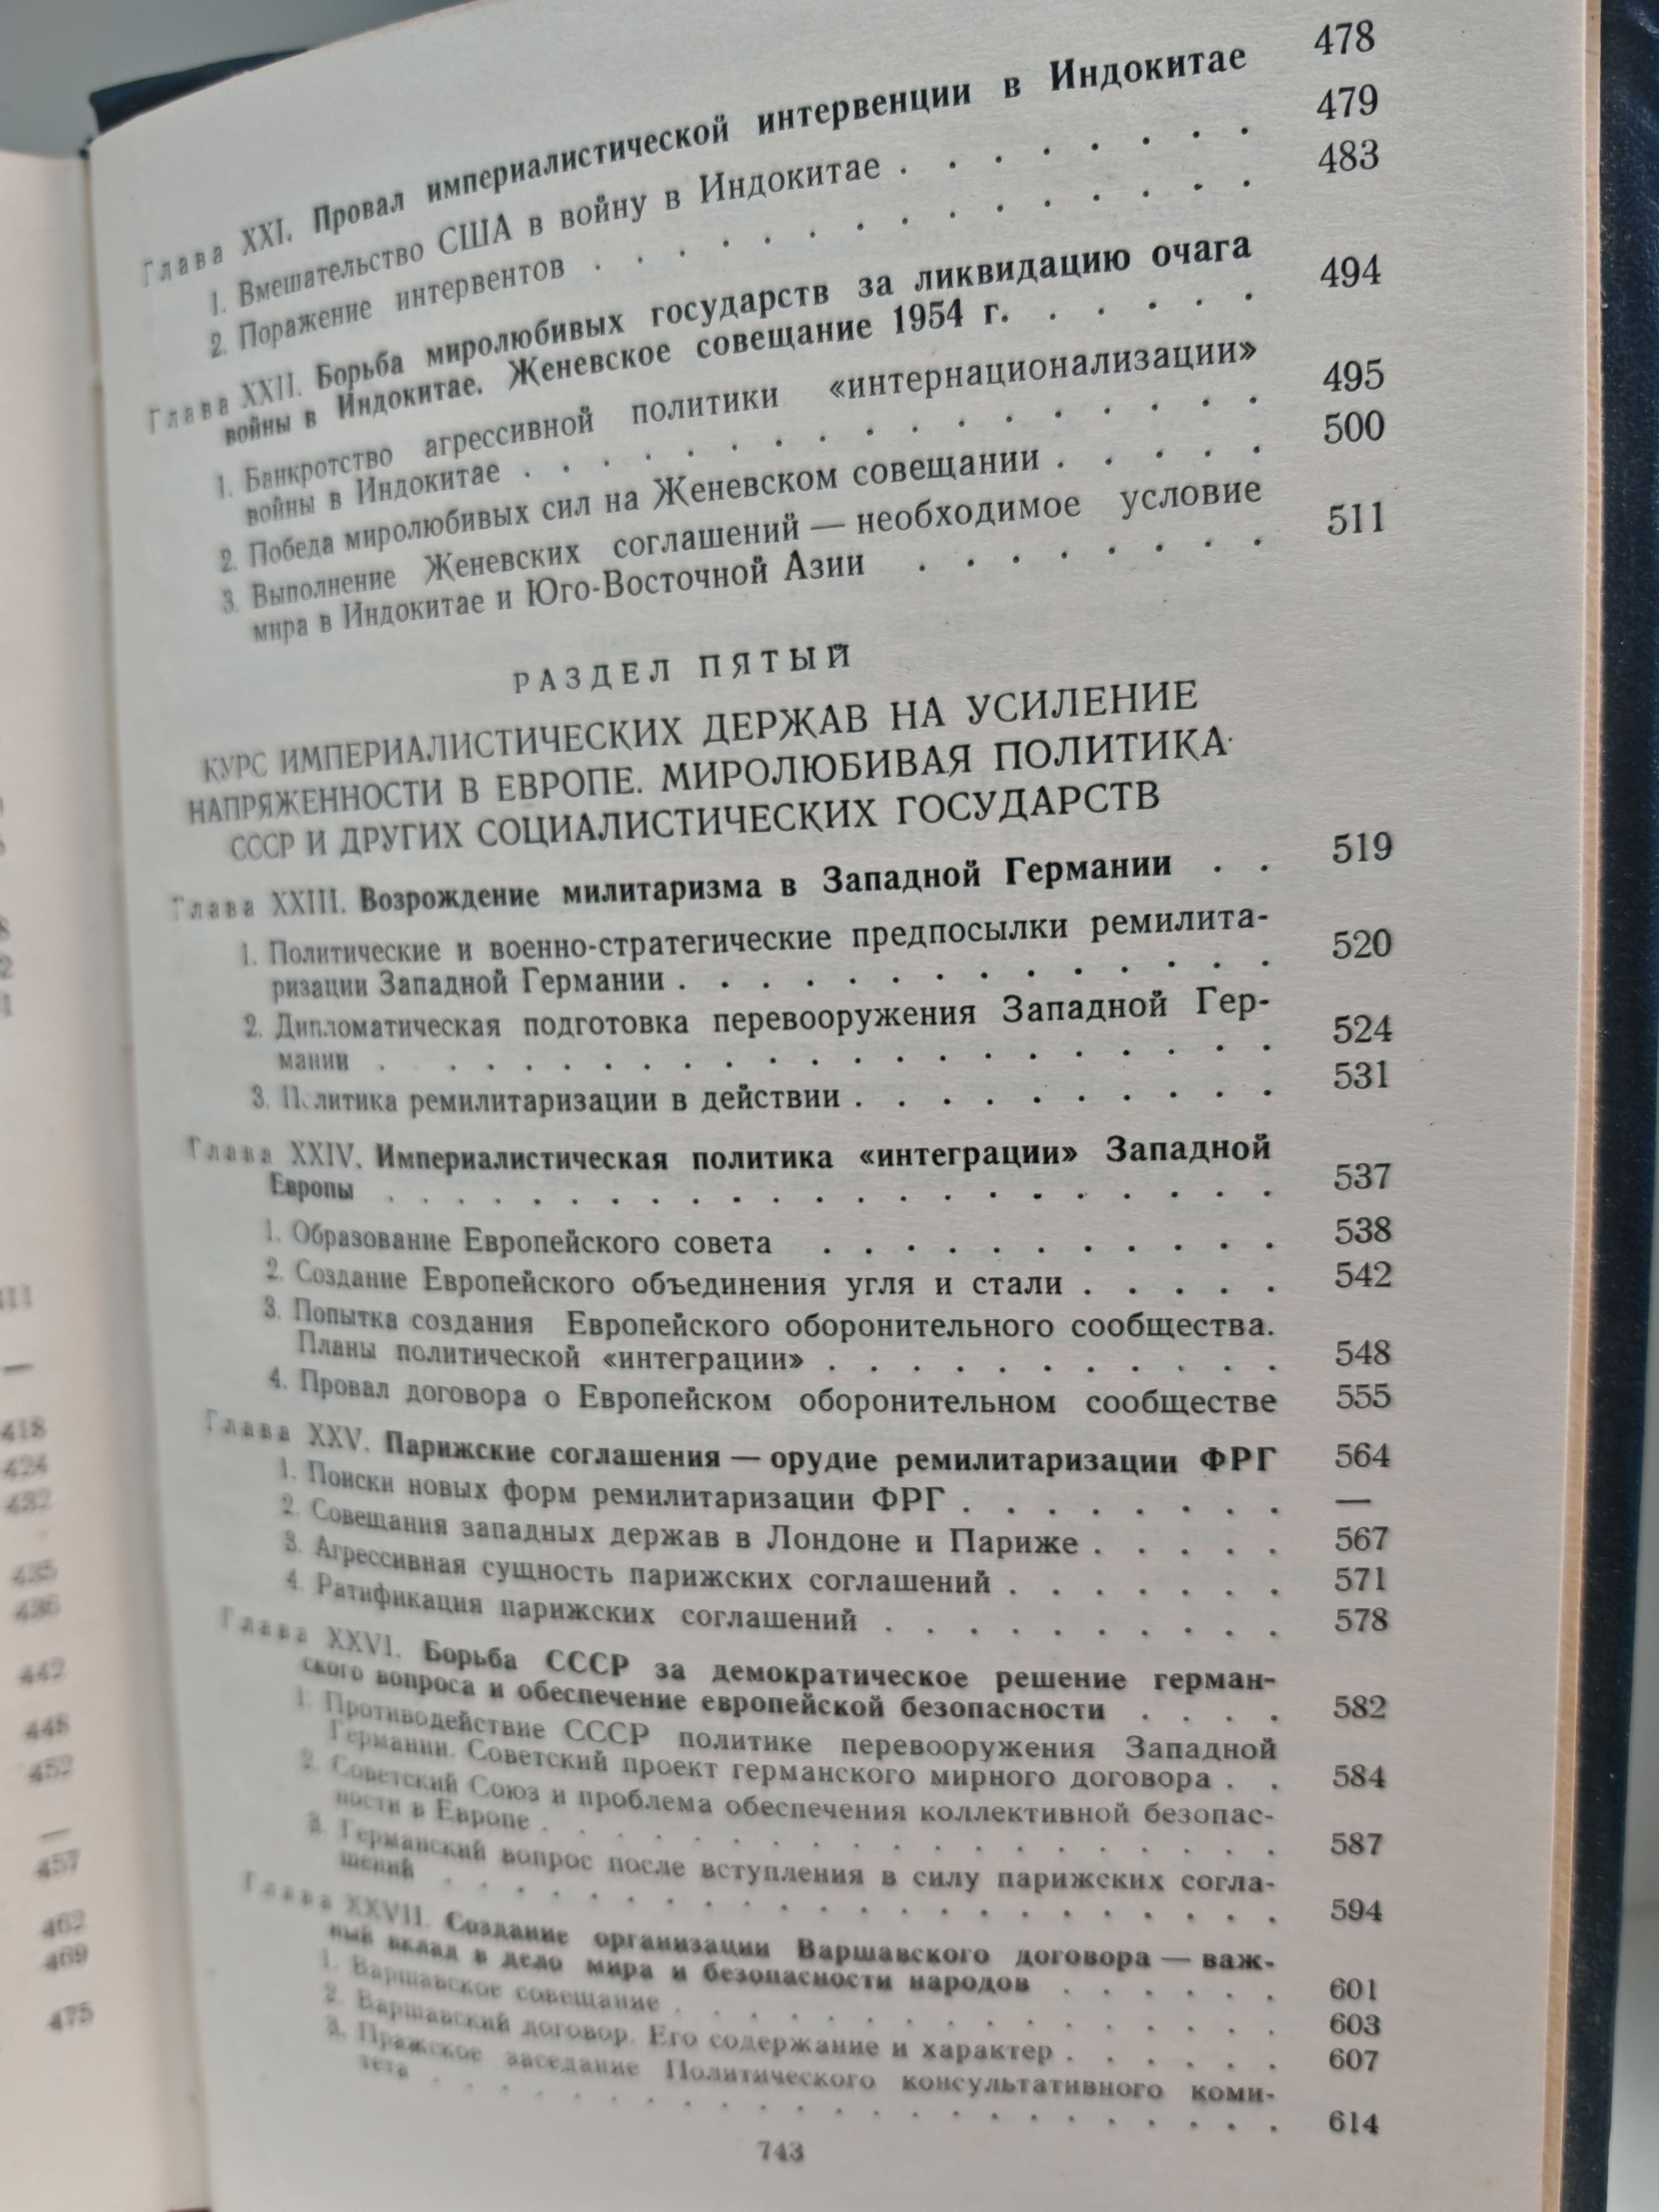 Глава XXI. Провал империалистической интервенции в Индокитае 478
1. Вмешательство США в войну в Индокитае . . . . . . . . 479
2. Поражение интервентов . . . . . . . . . . . . . 483
Глава XXII. Борьба миролюбивых государств за ликвидацию очага
войны в Индокитае. Женевское совещание 1954 г. . . . . . 494
1. Банкротство агрессивной политики «интернационализации»
войны в Индокитае . . . . . . . . . . . . . . 495
2. Победа миролюбивых сил на Женевском совещании . . . . . 500
3. Выполнение Женевских соглашений — необходимое условие
мира в Индокитае и Юго-Восточной Азии . . . . . . . . 511
РАЗДЕЛ ПЯТЫЙ
КУРС ИМПЕРИАЛИСТИЧЕСКИХ ДЕРЖАВ НА УСИЛЕНИЕ
НАПРЯЖЕННОСТИ В ЕВРОПЕ. МИРОЛЮБИВАЯ ПОЛИТИКА
СССР И ДРУГИХ СОЦИАЛИСТИЧЕСКИХ ГОСУДАРСТВ
Глава XXIII. Возрождение милитаризма в Западной Германии . . 519
1. Политические и военно-стратегические предпосылки ремилита-
ризации Западной Германии . . . . . . . . . . . . 520
2. Дипломатическая подготовка перевооружения Западной Гер-
мании . . . . . . . . . . . . . . . . . . . . 524
3. Политика ремилитаризации в действии . . . . . . . . . . 531
Глава XXIV. Империалистическая политика «интеграции» Западной
Европы . . . . . . . . . . . . . . . . . . . . 537
1. Образование Европейского совета . . . . . . . . . . . 538
2. Создание Европейского объединения угля и стали . . . . . 542
3. Попытка создания Европейского оборонительного сообщества.
Планы политической «интеграции» . . . . . . . . . . . 548
4. Провал договора о Европейском оборонительном сообществе 555
Глава XXV. Парижские соглашения — орудие ремилитаризации ФРГ 564
1. Поиски новых форм ремилитаризации ФРГ . . . . . . . . —
2. Совещания западных держав в Лондоне и Париже . . . . . 567
3. Агрессивная сущность парижских соглашений . . . . . . . 571
4. Ратификация парижских соглашений . . . . . . . . . . 578
Глава XXVI. Борьба СССР за демократическое решение герман-
ского вопроса и обеспечение европейской безопасности . . . . 582
1. Противодействие СССР политике перевооружения Западной
Германии. Советский проект германского мирного договора . . 584
2. Советский Союз и проблема обеспечения коллективной безопас-
ности в Европе . . . . . . . . . . . . . . . . . 587
3. Германский вопрос после вступления в силу парижских согла-
шений . . . . . . . . . . . . . . . . . . . . 594
Глава XXVII. Создание организации Варшавского договора — важ-
ный вклад в дело мира и безопасности народов . . . . . . 601
1. Варшавское совещание . . . . . . . . . . . . . . 603
2. Варшавский договор. Его содержание и характер . . . . . . 607
3. Пражское заседание Политического консультативного коми-
тета . . . . . . . . . . . . . . . . . . . . 614
743
418
424
432
435
436
442
448
452
—
457
462
469
475